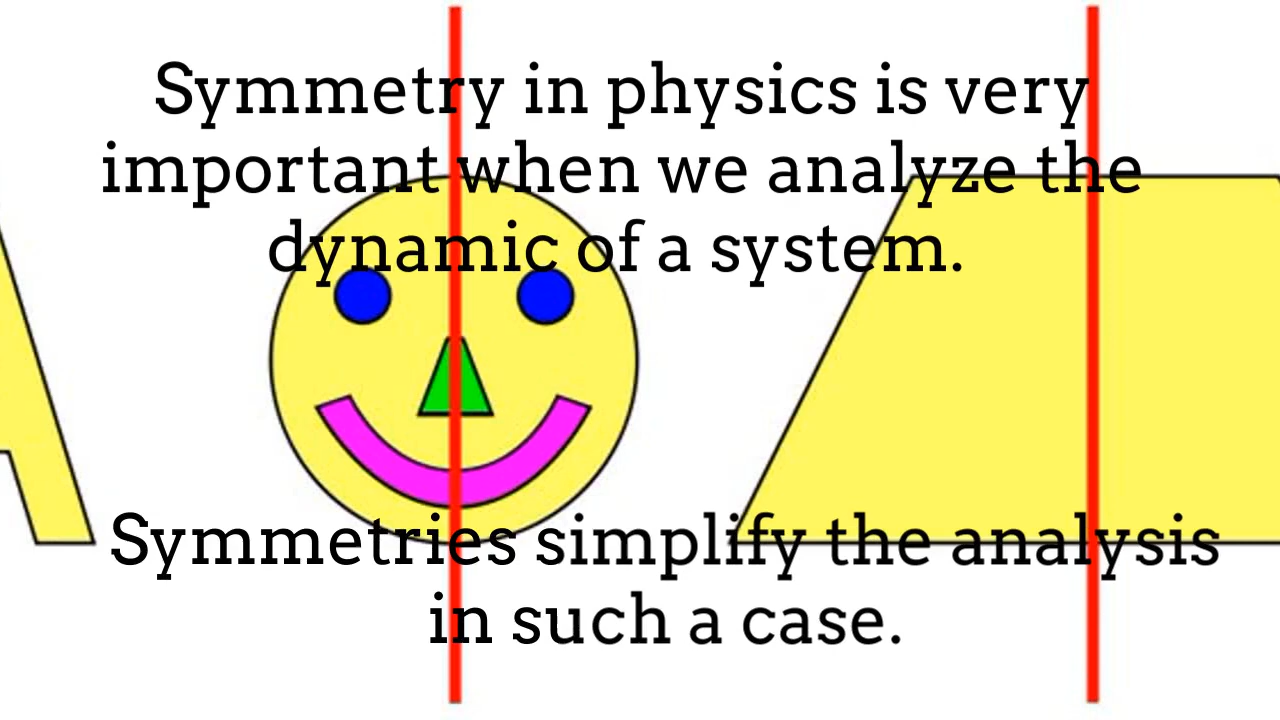 Symmetry in physics is very
important when we analyze the
dynamic of a system.
Symmetries simplify the analysis
in such a case.